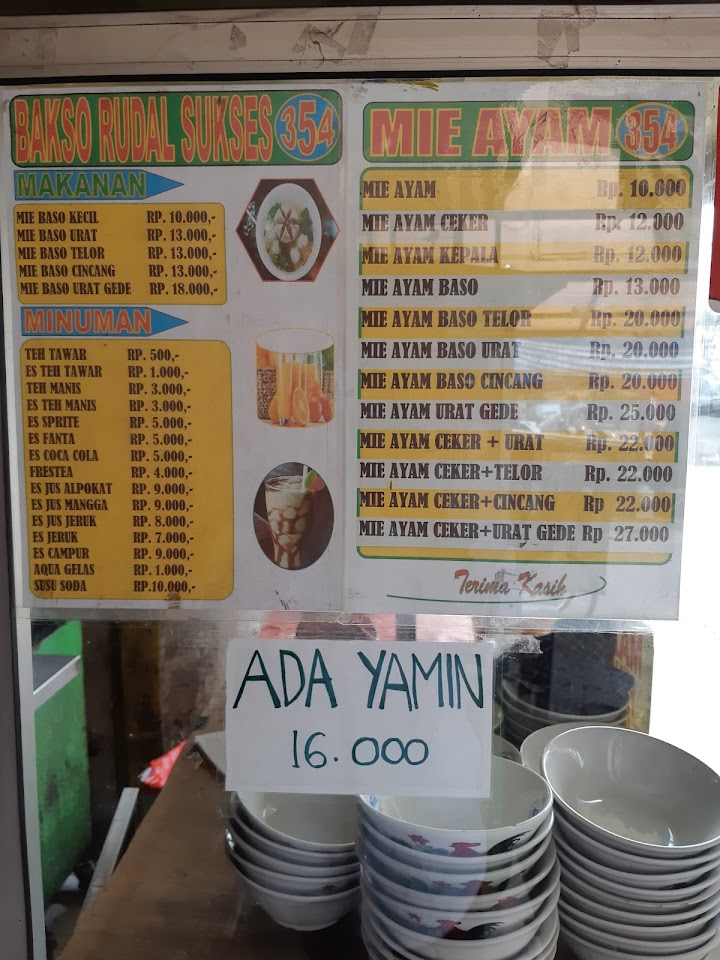 BAKSO RUDAL SUKSES 354
MAKANAN
MIE BASO KECIL RP. 10.000,-
MIE BASO URAT RP. 13.000,-
MIE BASO TELOR RP. 13.000,-
MIE BASO CINCANG RP. 13.000,-
MIE BASO URAT GEDE RP. 18.000,-
MINUMAN
TEH TAWAR RP. 500,-
ES TEH TAWAR RP. 1.000,-
TEH MANIS RP. 3.000,-
ES TEH MANIS RP. 3.000,-
ES SPRITE RP. 5.000,-
ES FANTA RP. 5.000,-
ES COCA COLA RP. 5.000,-
FRESTEA RP. 4.000,-
ES JUS ALPOKAT RP. 9.000,-
ES JUS MANGGA RP. 9.000,-
ES JUS JERUK RP. 8.000,-
ES JERUK RP. 7.000,-
ES CAMPUR RP. 9.000,-
AQUA GELAS RP. 1.000,-
SUSU SODA RP.10.000,-
MIE AYAM 354
MIE AYAM Rp. 10.000
MIE AYAM CEKER Rp. 12.000
MIE AYAM KEPALA Rp. 12.000
MIE AYAM BASO Rp. 13.000
MIE AYAM BASO TELOR Rp. 20.000
MIE AYAM BASO URAT Rp. 20.000
MIE AYAM BASO CINCANG Rp. 20.000
MIE AYAM URAT GEDE Rp. 25.000
MIE AYAM CEKER + URAT Rp. 22.000
MIE AYAM CEKER+TELOR Rp. 22.000
MIE AYAM CEKER+CINCANG Rp 22.000
MIE AYAM CEKER+URAT GEDE Rp 27.000
Terima Kasih
ADA YAMIN
16.000